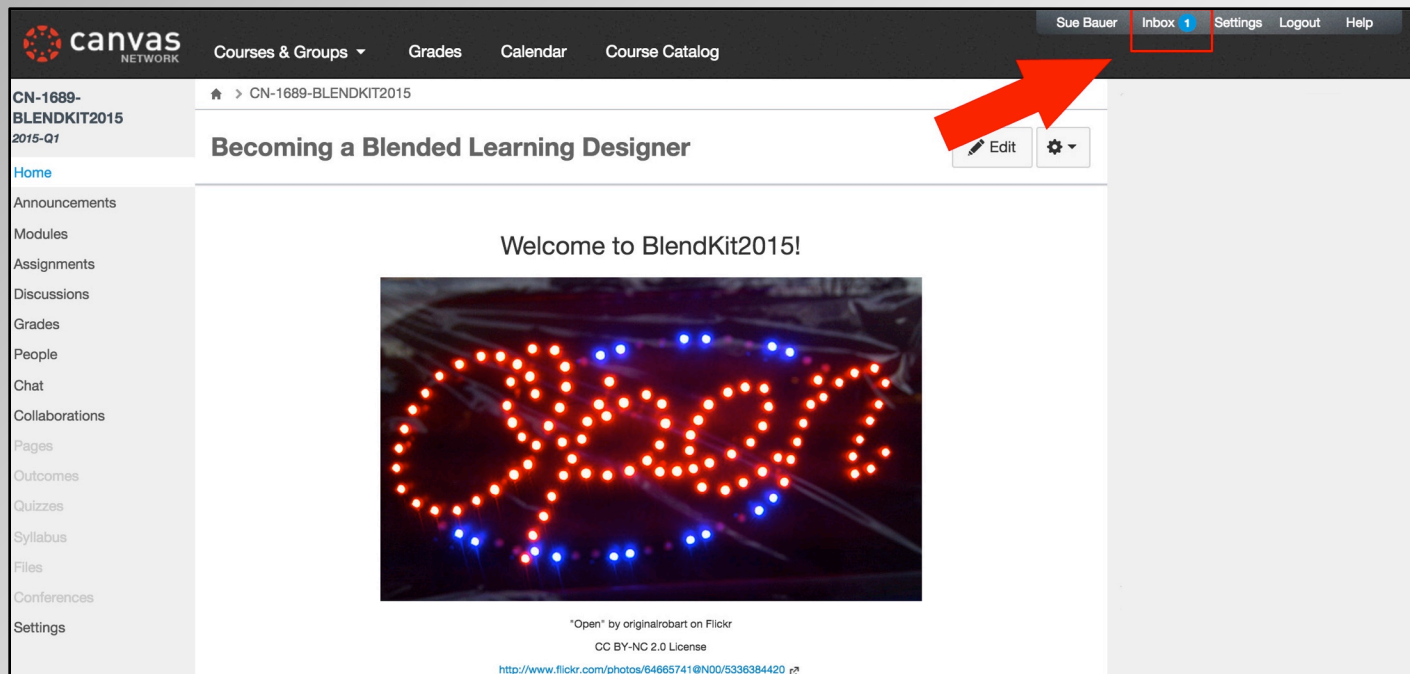 canvas
NETWORK
Courses & Groups
Grades
Calendar
Course Catalog
Sue Bauer
Inbox 1
Settings
Logout
Help
CN-1689-
BLENDKIT2015
2015-Q1
Home
Announcements
Modules
Assignments
Discussions
Grades
People
Chat
Collaborations
Pages
Outcomes
Quizzes
Syllabus
Files
Conferences
Settings
> CN-1689-BLENDKIT2015
Becoming a Blended Learning Designer
Edit
Welcome to BlendKit2015!
Open
"Open" by originalrobart on Flickr
CC BY-NC 2.0 License
http://www.flickr.com/photos/64665741@N00/5336384420